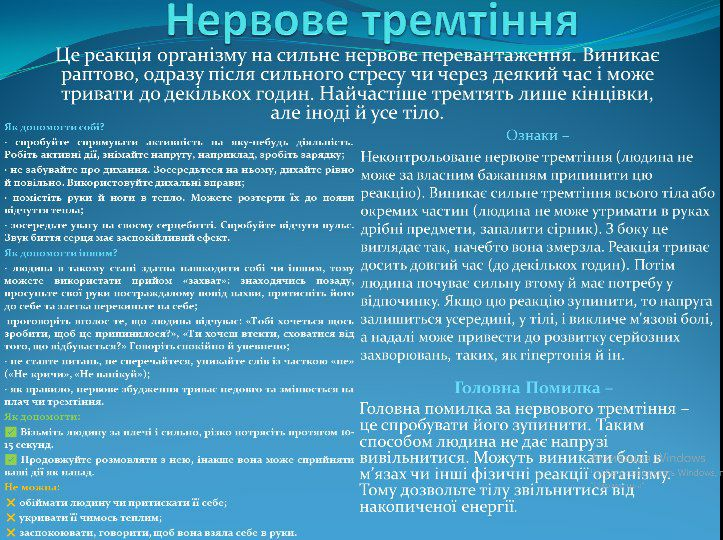 Нервове тремтіння
Це реакція організму на сильне нервове перевантаження. Виникає
раптово, одразу після сильного стресу чи через деякий час і може
тривати до декількох годин. Найчастіше тремтять лише кінцівки,
але іноді й усе тіло.
Як допомогти собі?
· спробуйте спрямувати активність на яку-небудь діяльність.
Робіть активні дії, знімайте напругу, наприклад, зробіть зарядку;
· не забувайте про дихання. Зосередьтеся на ньому, дихайте рівно
й повільно. Використовуйте дихальні вправи;
· помістіть руки й ноги в тепло. Можете розтерти їх до появи
відчуття тепла;
· зосередьте увагу на своєму серцебитті. Спробуйте відчути пульс.
Звук биття серця має заспокійливий ефект.
Як допомогти іншим?
· людина в такому стані здатна нашкодити собі чи іншим, тому
можете використати прийом «захват»: знаходячись позаду,
просуньте свої руки постраждалому попід пахви, притисніть його
до себе та злегка перекиньте на себе;
·проговоріть вголос те, що людина відчуває: «Тобі хочеться щось
зробити, щоб це припинилося?», «Ти хочеш втекти, сховатися від
того, що відбувається?» Говоріть спокійно й упевнено;
· не ставте питань, не сперечайтеся, уникайте слів із часткою «не»
(«Не кричи», «Не панікуй»);
· як правило, нервове збудження триває недовго та змінюється на
плач чи тремтіння.
Як допомогти:
✅ Візьміть людину за плечі і сильно, різко потрясіть протягом 10-
15 секунд.
✅ Продовжуйте розмовляти з нею, інакше вона може сприйняти
ваші дії як напад.
Не можна:
❌ обіймати людину чи притискати її себе;
❌ укривати її чимось теплим;
❌ заспокоювати, говорити, щоб вона взяла себе в руки.
Ознаки –
Неконтрольоване нервове тремтіння (людина не
може за власним бажанням припинити цю
реакцію). Виникає сильне тремтіння всього тіла або
окремих частин (людина не може утримати в руках
дрібні предмети, запалити сірник). З боку це
виглядає так, начебто вона змерзла. Реакція триває
досить довгий час (до декількох годин). Потім
людина почуває сильну втому й має потребу у
відпочинку. Якщо цю реакцію зупинити, то напруга
залишиться усередині, у тілі, і викличе м'язові болі,
а надалі може привести до розвитку серйозних
захворювань, таких, як гіпертонія й ін.
Головна Помилка –
Головна помилка за нервового тремтіння –
це спробувати його зупинити. Таким
способом людина не дає напрузі
вивільнитися. Можуть виникати болі в
м'язах чи інші фізичні реакції організму.
Тому дозвольте тілу звільнитися від
накопиченої енергії.
Windows
Windows,